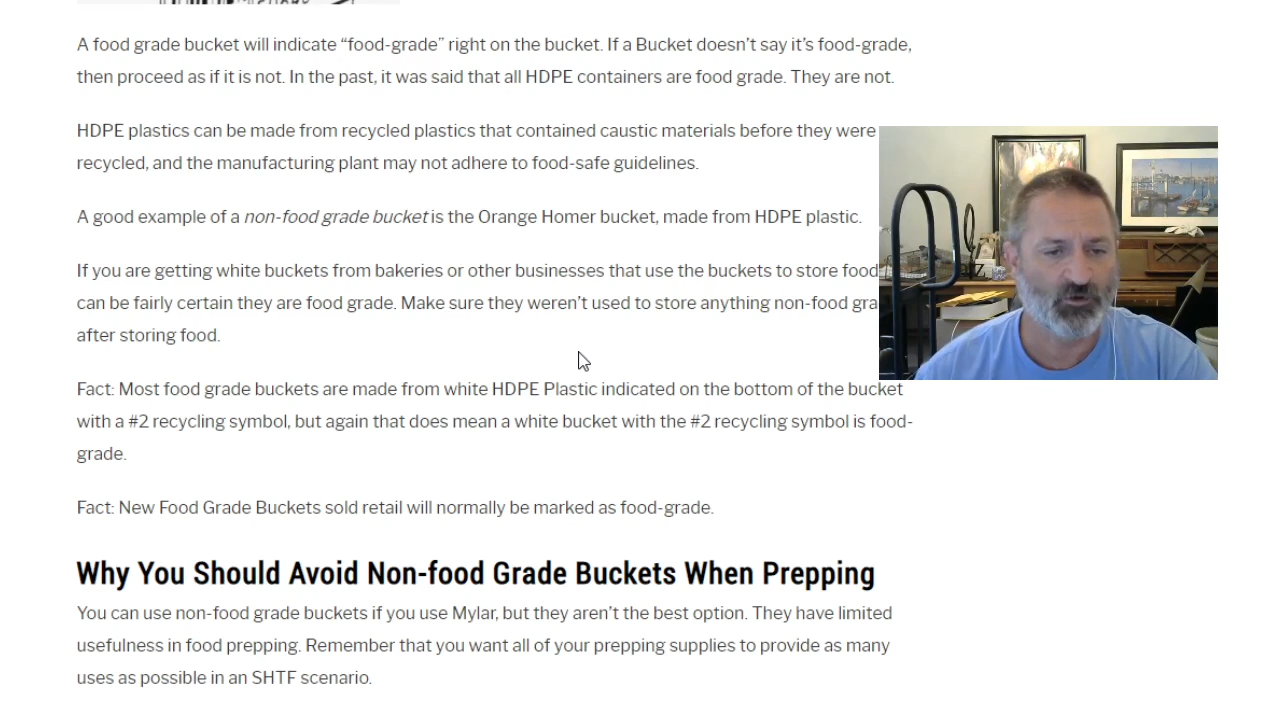 A food grade bucket will indicate “food-grade” right on the bucket. If a Bucket doesn’t say it’s food-grade,
then proceed as if it is not. In the past, it was said that all HDPE containers are food grade. They are not.
HDPE plastics can be made from recycled plastics that contained caustic materials before they were
recycled, and the manufacturing plant may not adhere to food-safe guidelines.
A good example of a non-food grade bucket is the Orange Homer bucket, made from HDPE plastic.
If you are getting white buckets from bakeries or other businesses that use the buckets to store food
can be fairly certain they are food grade. Make sure they weren’t used to store anything non-food gra
after storing food.
Fact: Most food grade buckets are made from white HDPE Plastic indicated on the bottom of the bucket
with a #2 recycling symbol, but again that does mean a white bucket with the #2 recycling symbol is food-
grade.
Fact: New Food Grade Buckets sold retail will normally be marked as food-grade.
Why You Should Avoid Non-food Grade Buckets When Prepping
You can use non-food grade buckets if you use Mylar, but they aren’t the best option. They have limited
usefulness in food prepping. Remember that you want all of your prepping supplies to provide as many
uses as possible in an SHTF scenario.